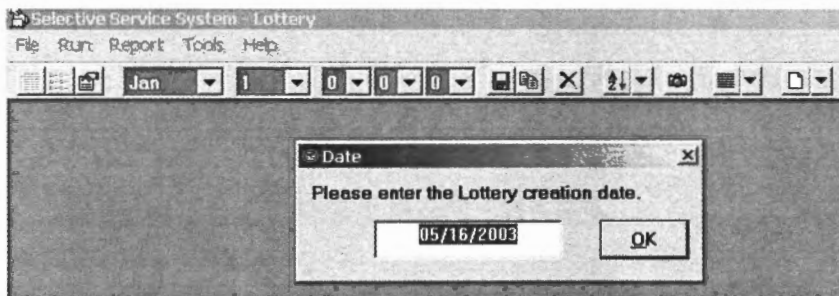 Selective Service System - Lottery
File Run Report Tools Help
Jan 1 0 0 0
Date
Please enter the Lottery creation date.
05/16/2003
OK